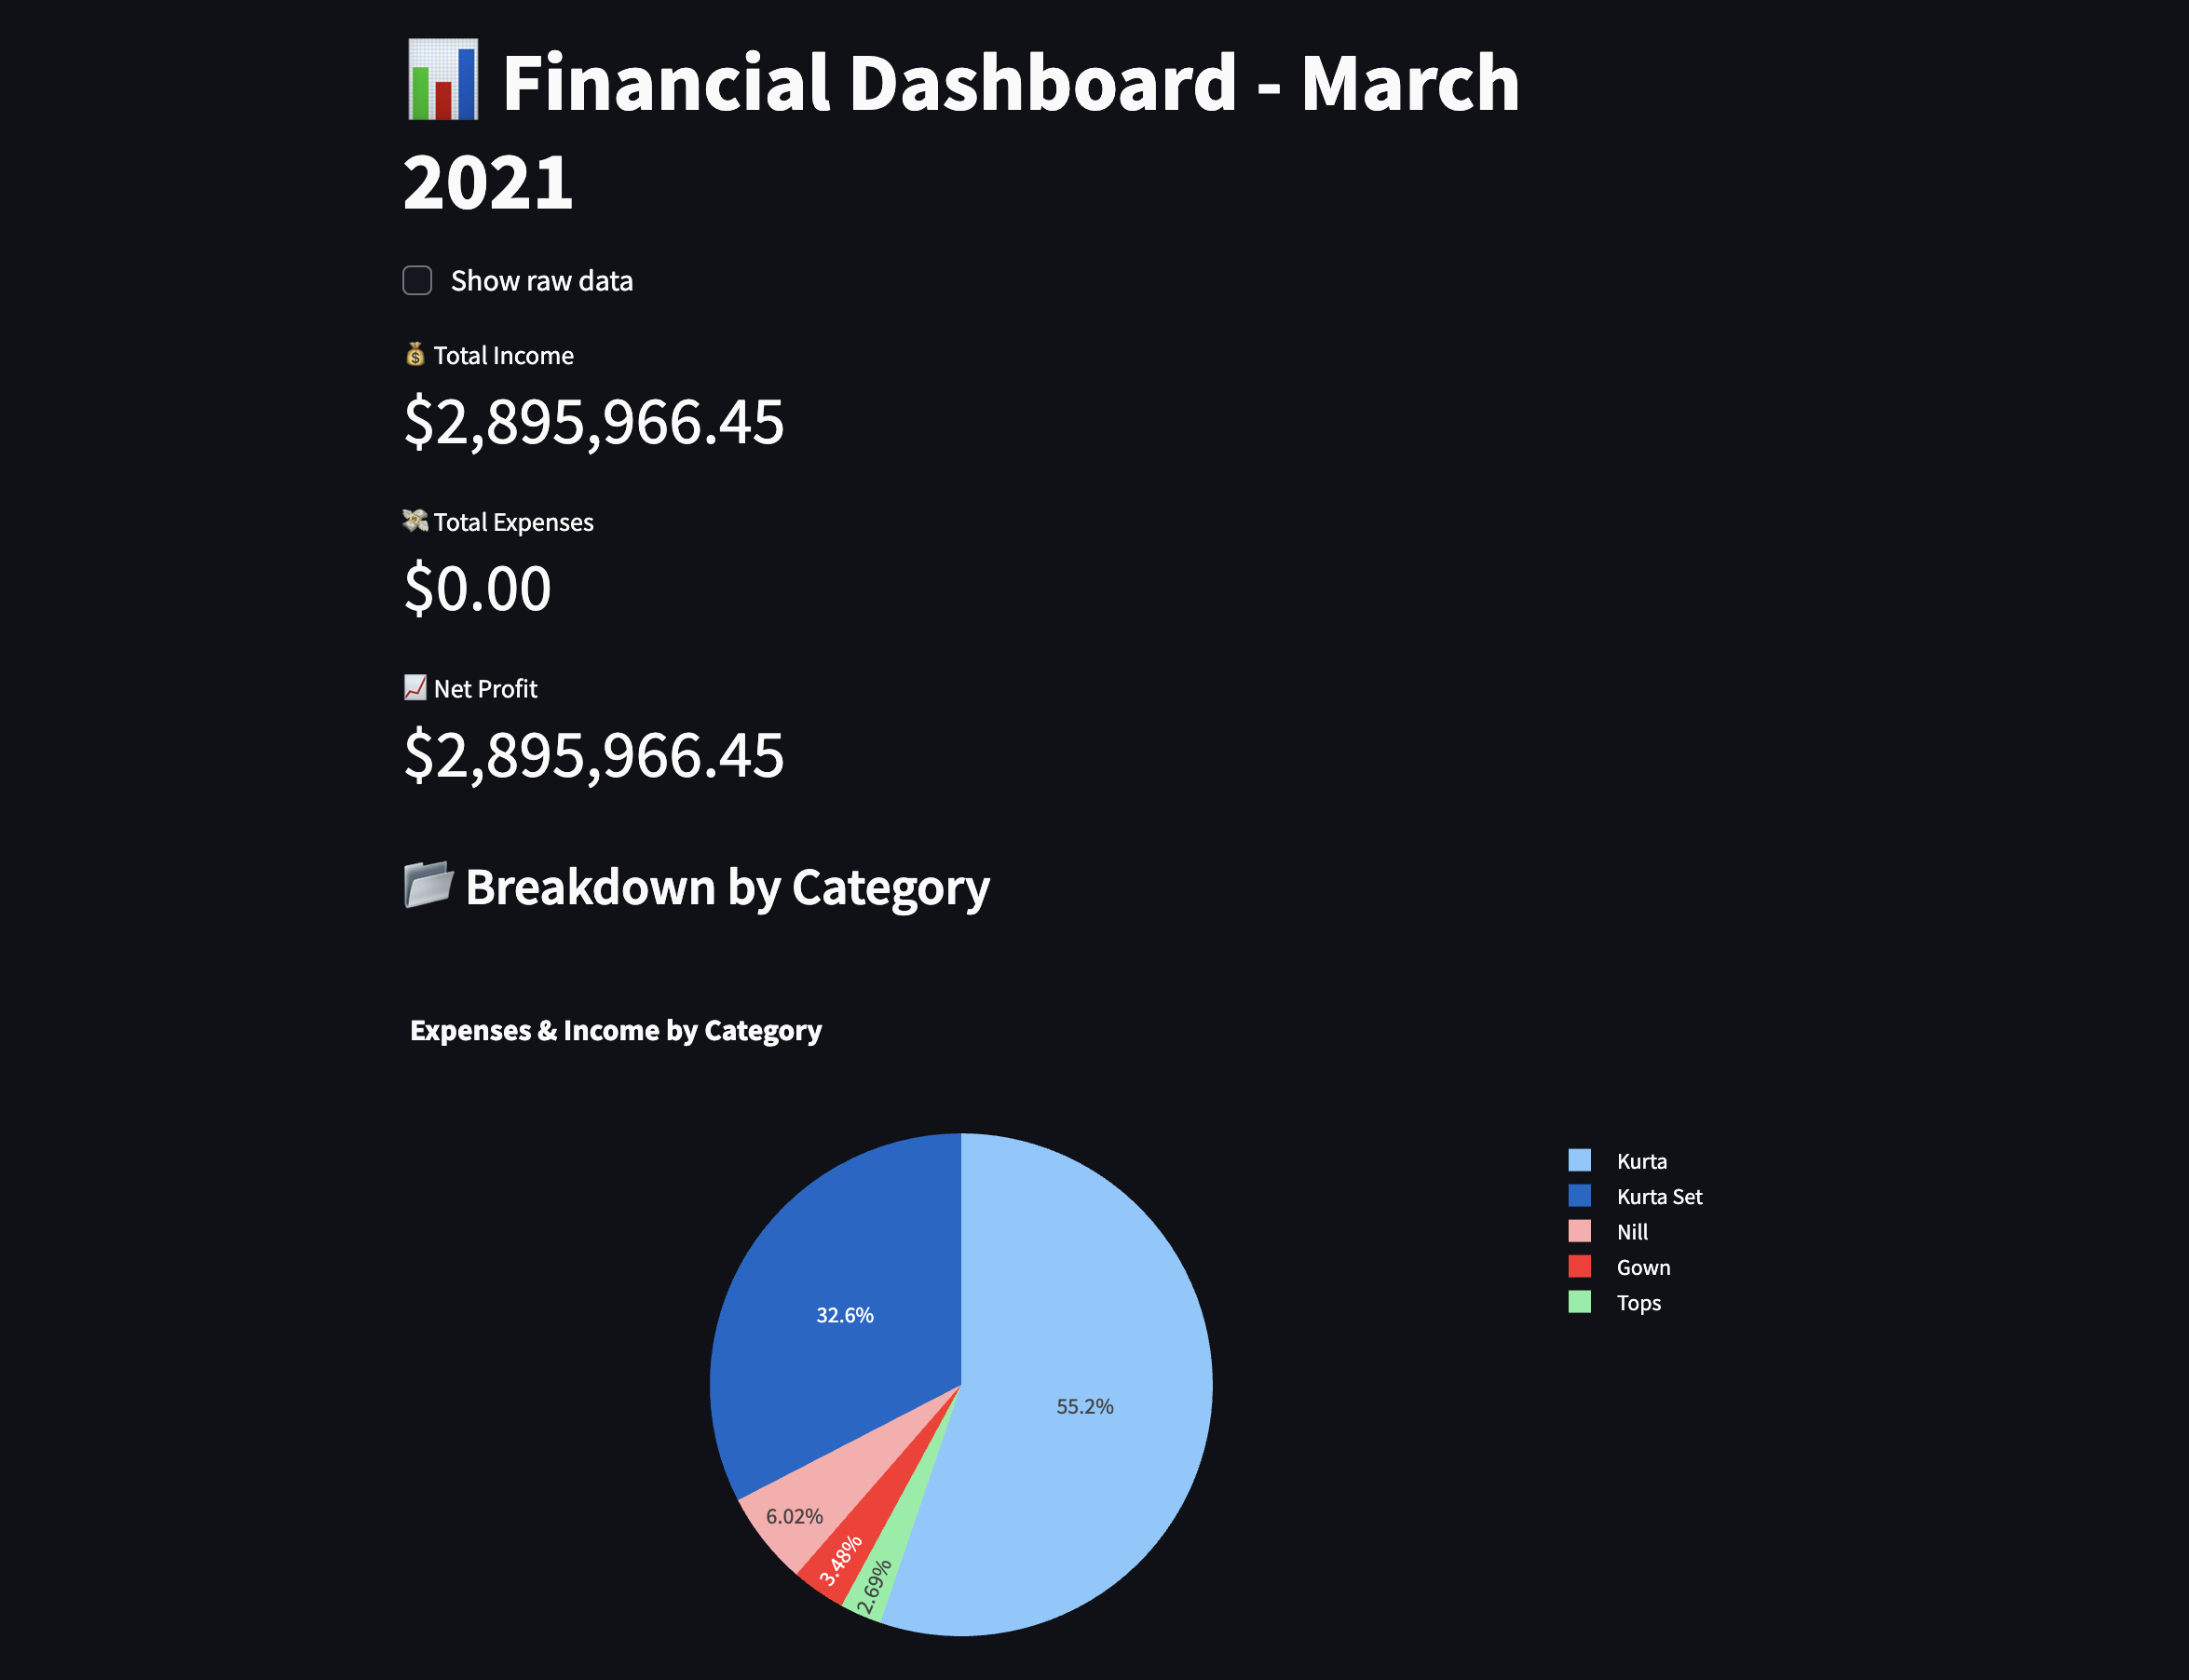 Financial Dashboard - March
2021
Show raw data
Total Income
$2,895,966.45
Total Expenses
$0.00
Net Profit
$2,895,966.45
Breakdown by Category
Expenses & Income by Category
Kurta
Kurta Set
Nill
Gown
Tops
32.6%
55.2%
6.02%
3.48%
2.69%